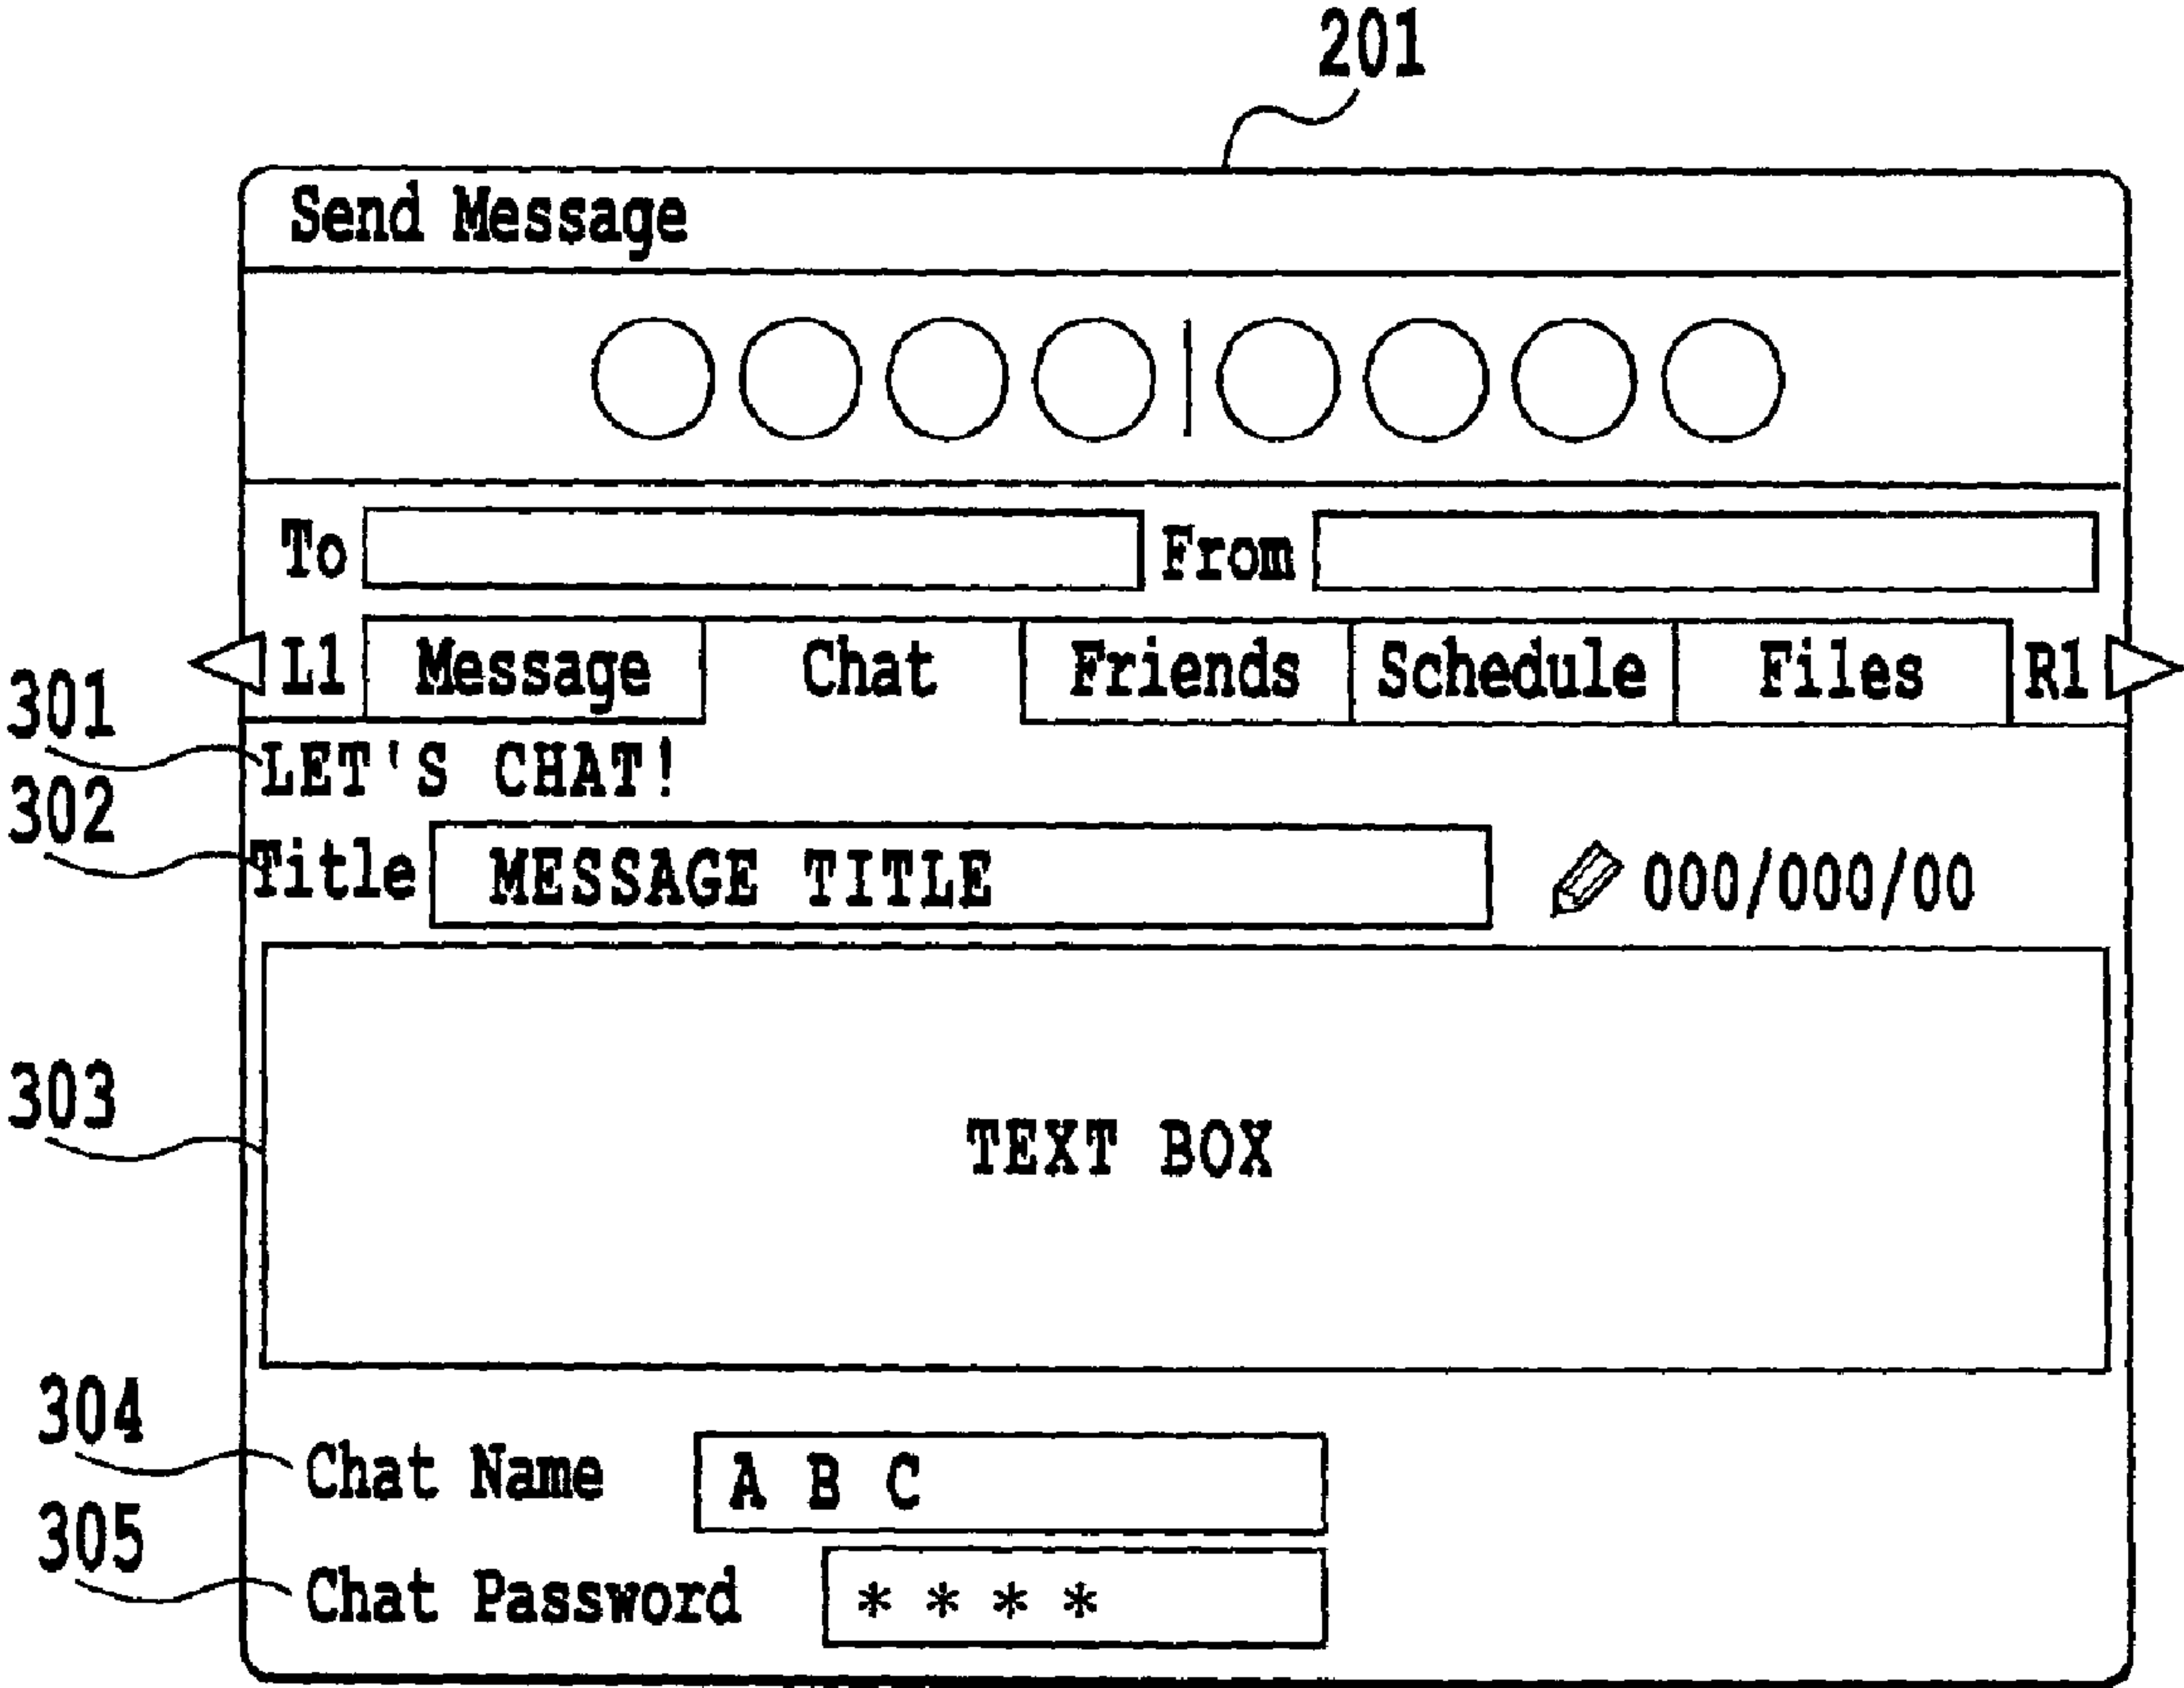 201
Send Message
To From
L1 Message Chat Friends Schedule Files R1
301
LET'S CHAT!
302
Title MESSAGE TITLE 000/000/00
303
TEXT BOX
304
Chat Name A B C
305
Chat Password * * * *